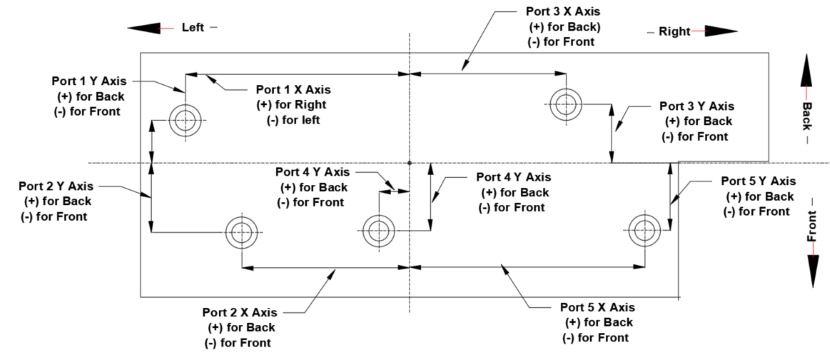 Left –
Port 3 X Axis
(+) for Back)
(-) for Front
– Right –
Port 1 Y Axis
(+) for Back
(-) for Front
Port 1 X Axis
(+) for Right
(-) for left
Port 3 Y Axis
(+) for Back
(-) for Front
Back –
Port 2 Y Axis
(+) for Back
(-) for Front
Port 4 X Axis
(+) for Back
(-) for Front
Port 4 Y Axis
(+) for Back
(-) for Front
Port 5 Y Axis
(+) for Back
(-) for Front
Front –
Port 2 X Axis
(+) for Back
(-) for Front
Port 5 X Axis
(+) for Back
(-) for Front